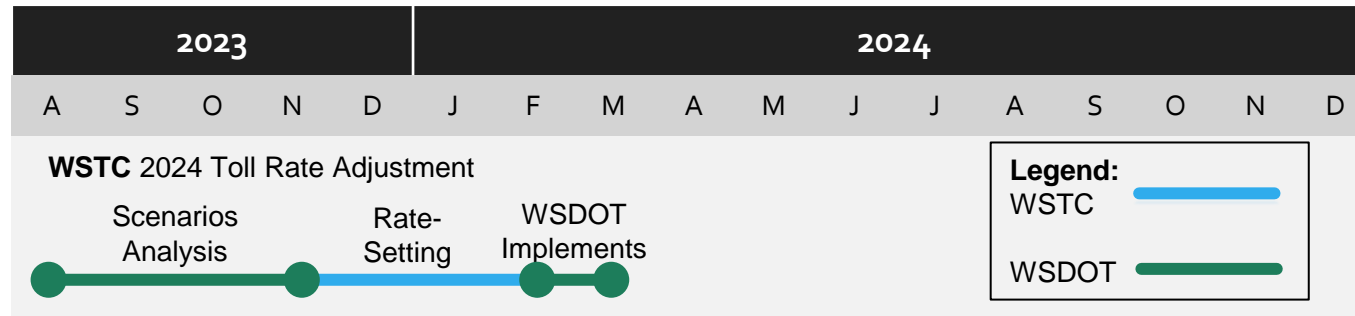 2023 2024
A S O N D J F M A M J J A S O N D
WSTC 2024 Toll Rate Adjustment
Scenarios
Analysis
Rate-
Setting
WSDOT
Implements
Legend:
WSTC
WSDOT